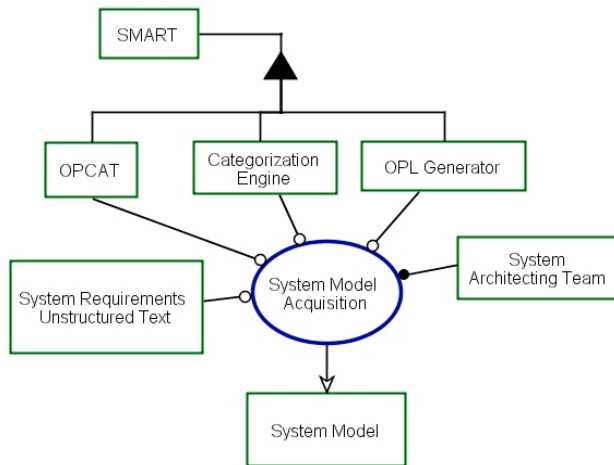 SMART
OPCAT
Categorization
Engine
OPL Generator
System Requirements
Unstructured Text
System Model
Acquisition
System
Architecting Team
System Model